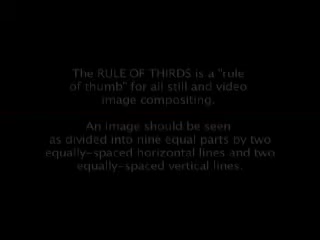 The RULE OF THIRDS is a "rule
of thumb" for all still and video
image compositing.
An image should be seen
as divided into nine equal parts by two
equally-spaced horizontal lines and two
equally-spaced vertical lines.